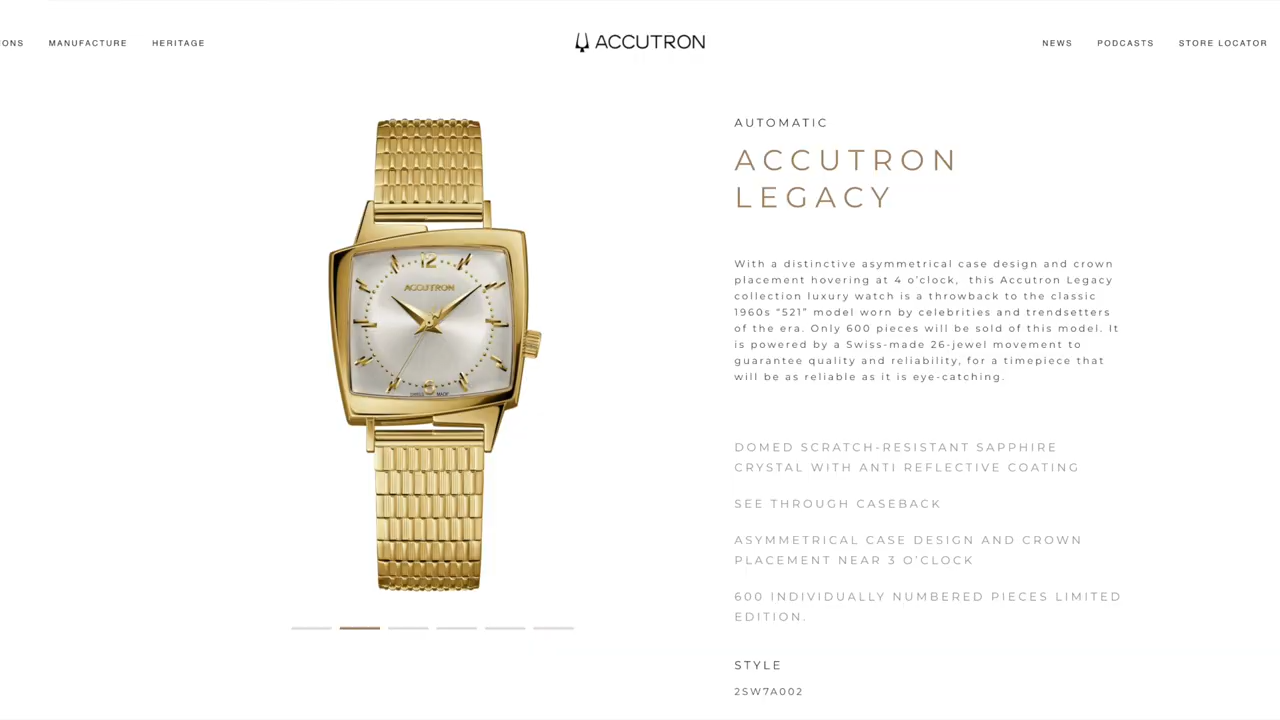 ONS MANUFACTURE HERITAGE ACCUTRON NEWS PODCASTS STORE LOCATOR
AUTOMATIC
ACCUTRON
LEGACY
With a distinctive asymmetrical case design and crown
placement hovering at 4 o’clock, this Accutron Legacy
collection luxury watch is a throwback to the classic
1960s “521” model worn by celebrities and trendsetters
of the era. Only 600 pieces will be sold of this model. It
is powered by a Swiss-made 26-jewel movement to
guarantee quality and reliability, for a timepiece that
will be as reliable as it is eye-catching.
DOMED SCRATCH-RESISTANT SAPPHIRE
CRYSTAL WITH ANTI REFLECTIVE COATING
SEE THROUGH CASEBACK
ASYMMETRICAL CASE DESIGN AND CROWN
PLACEMENT NEAR 3 O’CLOCK
600 INDIVIDUALLY NUMBERED PIECES LIMITED
EDITION.
STYLE
2SW7A002
12
ACCUTRON
6
SWISS MADE